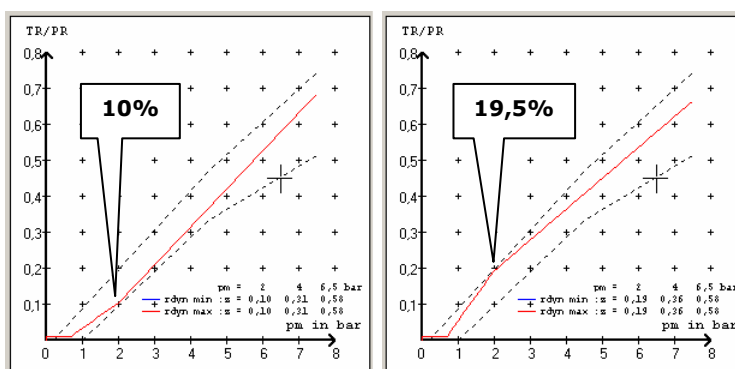 TR/PR
0,8
0,7
10%
0,6
0,5
0,4
0,3
0,2
pm = 2 4 6,5 bar
0,1
rdyn min :z = 0,10 0,31 0,58
rdyn max :z = 0,10 0,31 0,58
pm in bar
0 1 2 3 4 5 6 7 8
TR/PR
0,8
0,7
19,5%
0,6
0,5
0,4
0,3
0,2
pm = 2 4 6,5 bar
0,1
rdyn min :z = 0,19 0,36 0,58
rdyn max :z = 0,19 0,36 0,58
pm in bar
0 1 2 3 4 5 6 7 8